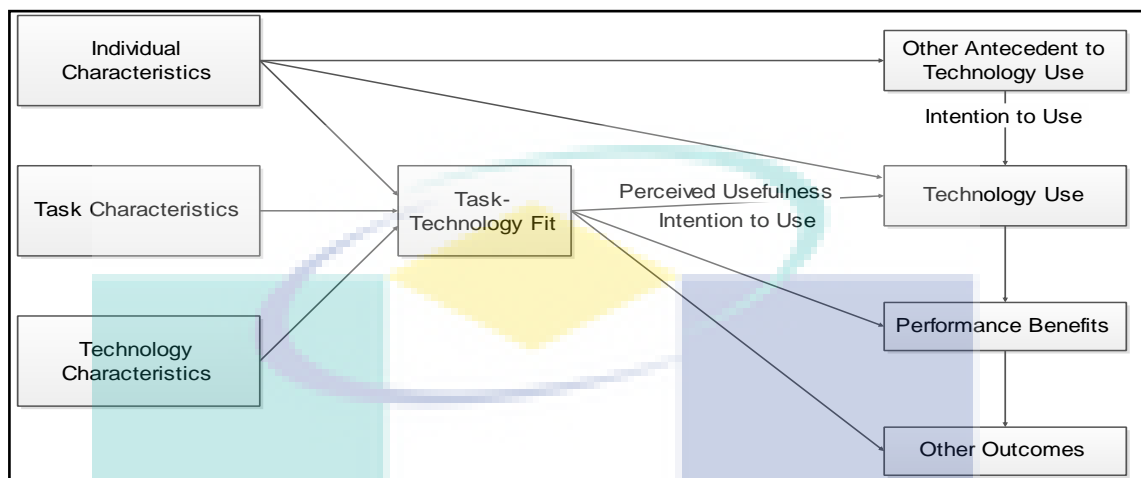 Individual
Characteristics
Other Antecedent to
Technology Use
Intention to Use
Task Characteristics
Task-
Technology Fit
Perceived Usefulness
Intention to Use
Technology Use
Technology
Characteristics
Performance Benefits
Other Outcomes